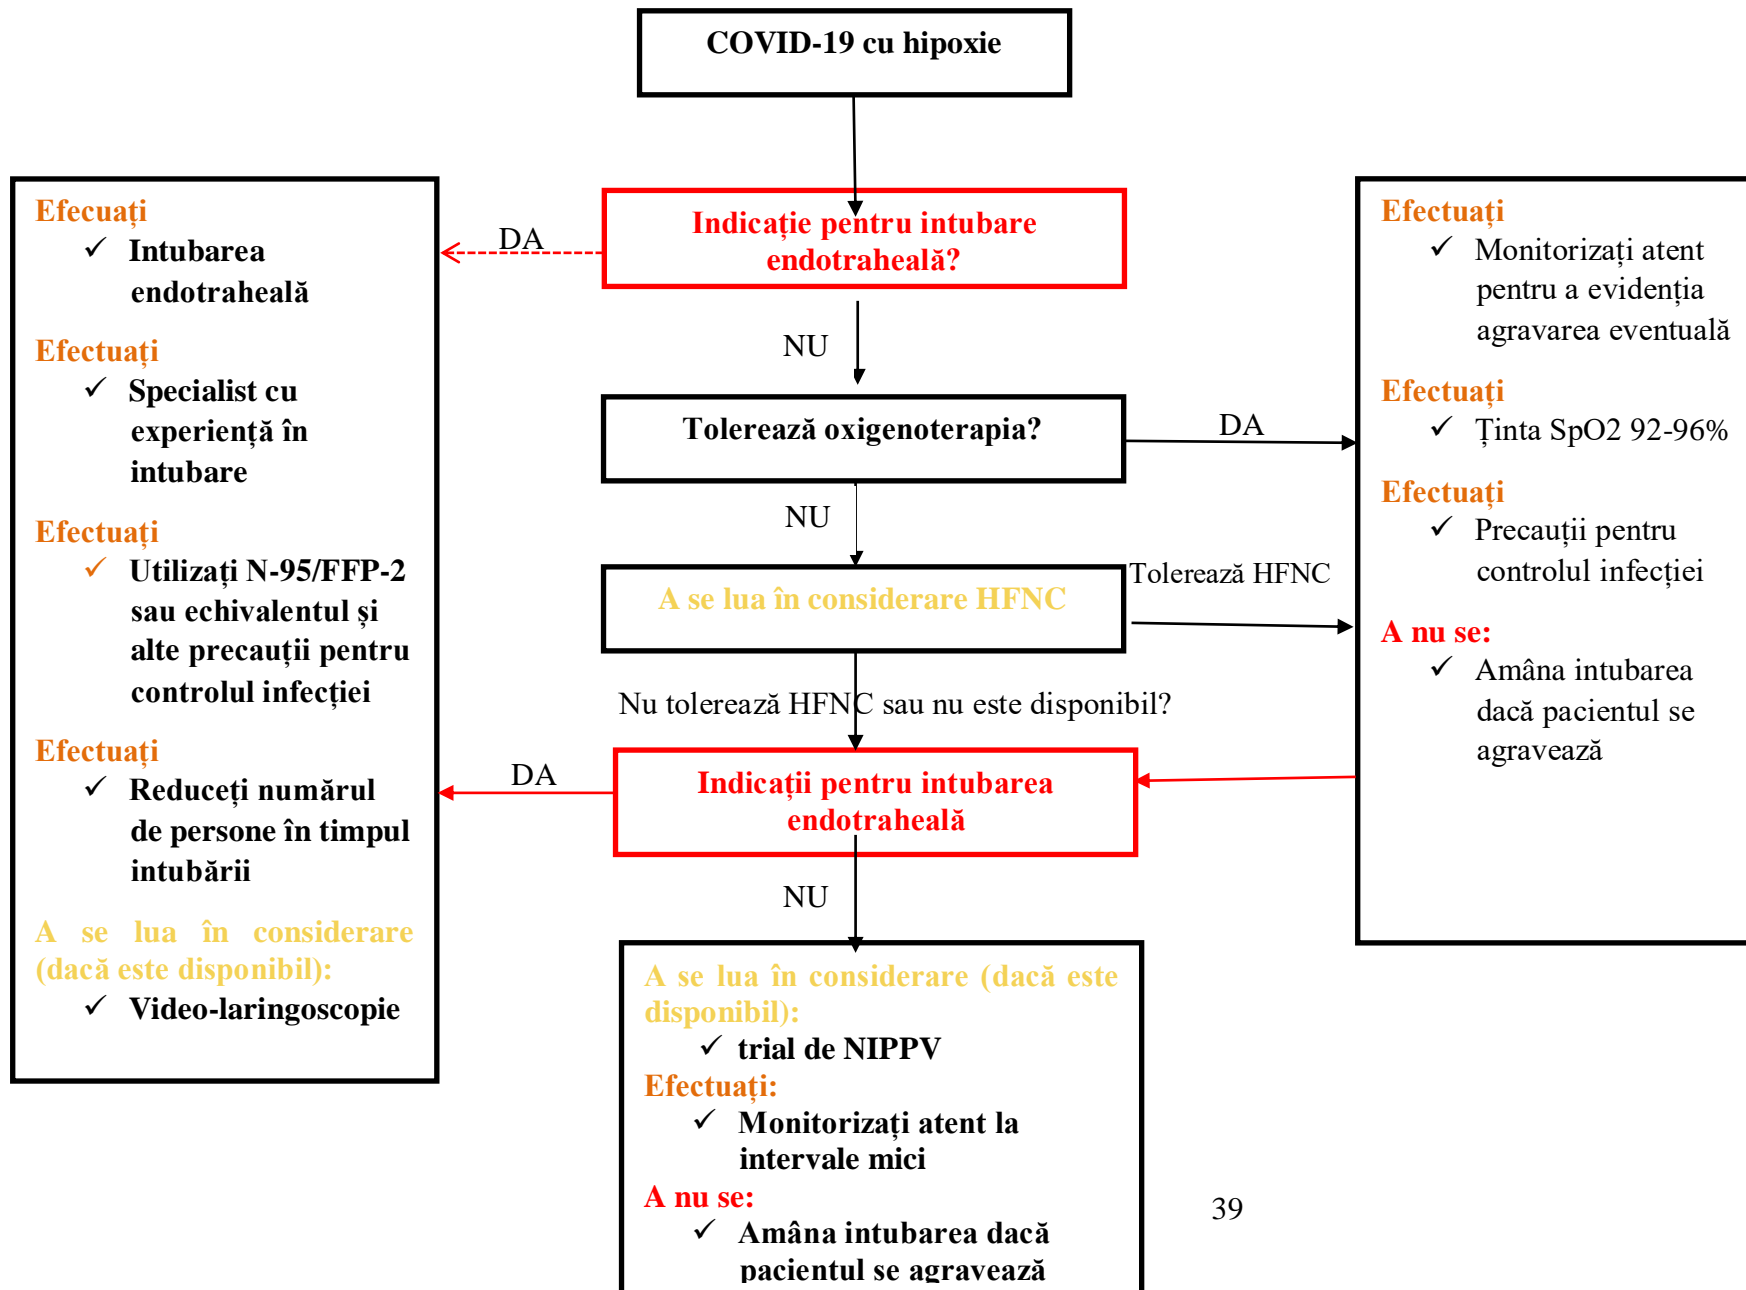 COVID-19 cu hipoxie
Indicație pentru intubare
endotraheală?
DA
NU
Efecuați
✓ Intubarea
endotraheală
Efectuați
✓ Specialist cu
experiență în
intubare
Efectuați
✓ Utilizați N-95/FFP-2
sau echivalentul și
alte precauții pentru
controlul infecției
Efectuați
✓ Reduceți numărul
de persone în timpul
intubării
A se lua în considerare
(dacă este disponibil):
✓ Video-laringoscopie
Tolerează oxigenoterapia?
DA
NU
A se lua în considerare HFNC
Tolerează HFNC
Nu tolerează HFNC sau nu este disponibil?
Efectuați
✓ Monitorizați atent
pentru a evidenția
agravarea eventuală
Efectuați
✓ Ținta SpO2 92-96%
Efectuați
✓ Precauții pentru
controlul infecției
A nu se:
✓ Amâna intubarea
dacă pacientul se
agravează
Indicații pentru intubarea
endotraheală
DA
NU
A se lua în considerare (dacă este
disponibil):
✓ trial de NIPPV
Efectuați:
✓ Monitorizați atent la
intervale mici
A nu se:
✓ Amâna intubarea dacă
pacientul se agravează
39